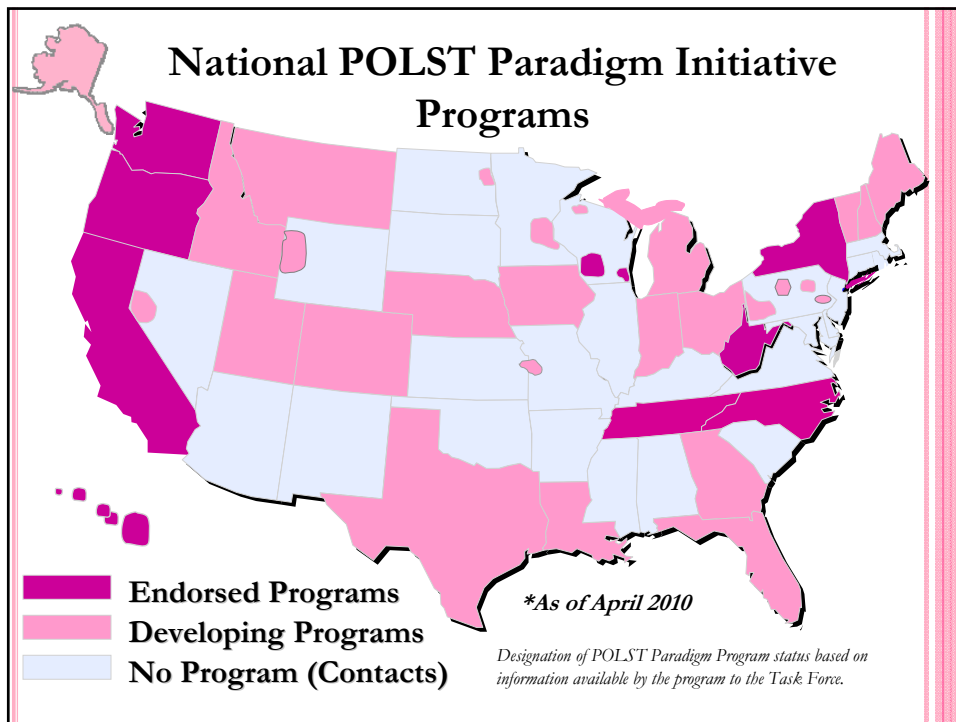 National POLST Paradigm Initiative
Programs
Endorsed Programs
Developing Programs
No Program (Contacts)
*As of April 2010
Designation of POLST Paradigm Program status based on
information available by the program to the Task Force.